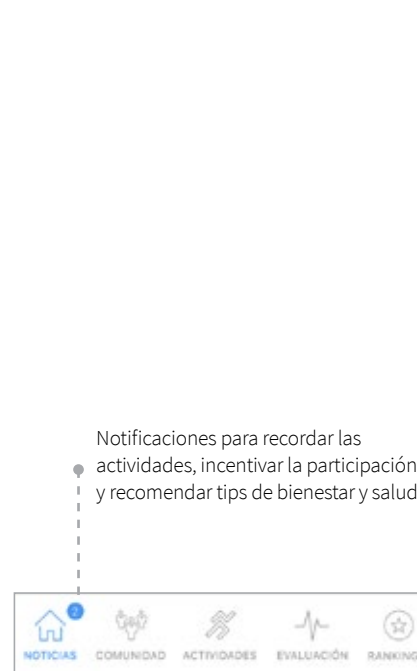 Notificaciones para recordar las
actividades, incentivar la participación
y recomendar tips de bienestar y salud
2
NOTICIAS COMUNIDAD ACTIVIDADES EVALUACIÓN RANKING